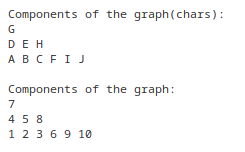 Components of the graph(chars):
G
D E H
A B C F I J
Components of the graph:
7
4 5 8
1 2 3 6 9 10